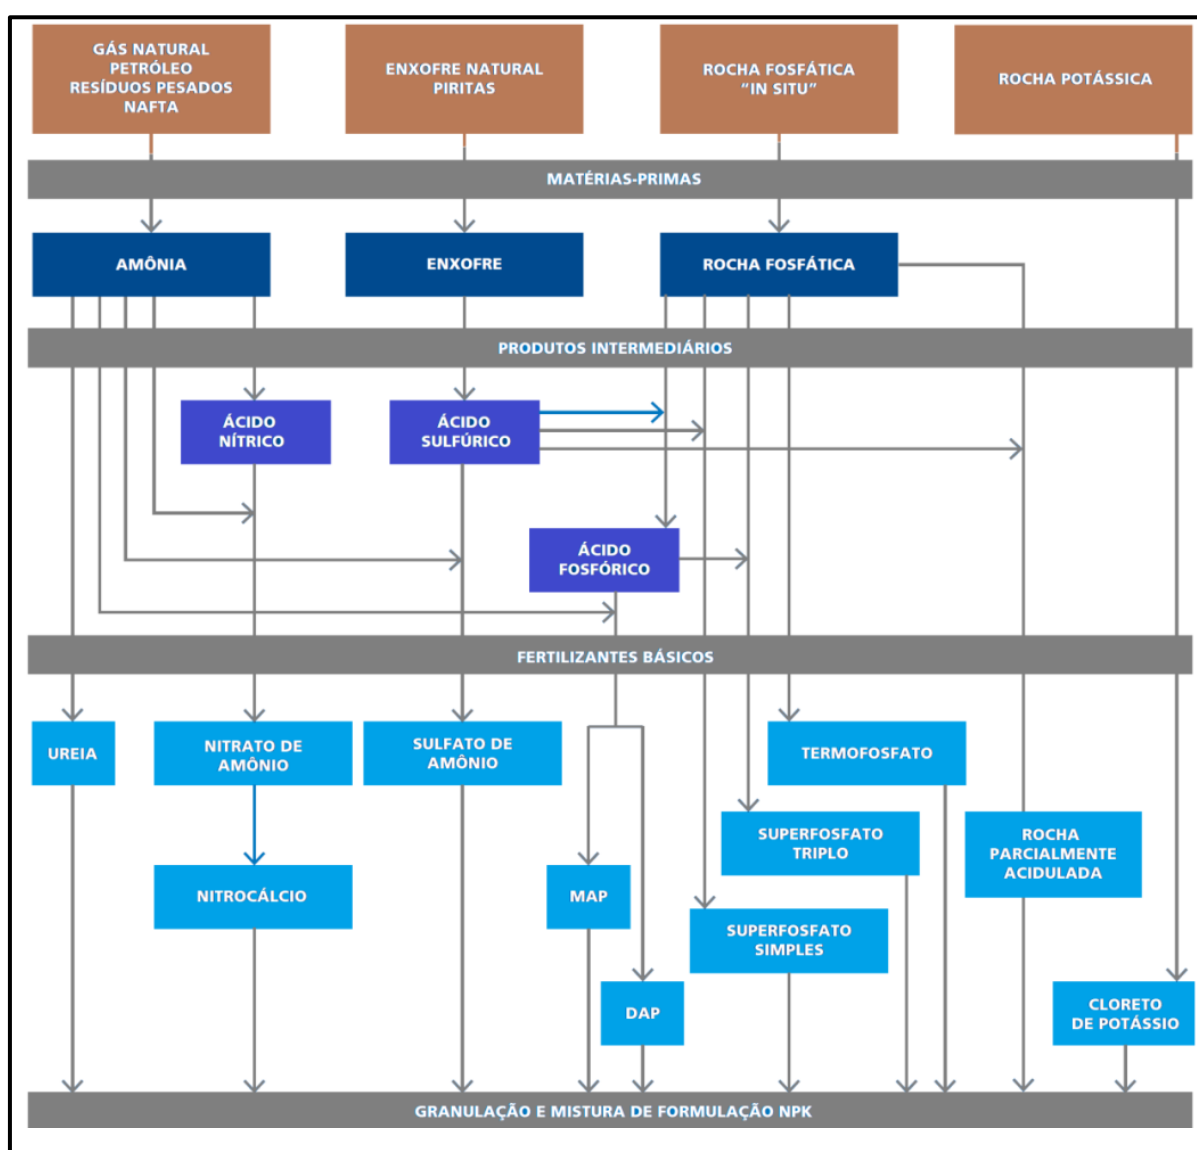 GÁS NATURAL
PETRÓLEO
RESÍDUOS PESADOS
NAFTA
ENXOFRE NATURAL
PIRITAS
ROCHA FOSFÁTICA
“IN SITU”
ROCHA POTÁSSICA
MATÉRIAS-PRIMAS
AMÔNIA
ENXOFRE
ROCHA FOSFÁTICA
PRODUTOS INTERMEDIÁRIOS
ÁCIDO
NÍTRICO
ÁCIDO
SULFÚRICO
ÁCIDO
FOSFÓRICO
FERTILIZANTES BÁSICOS
UREIA
NITRATO DE
AMÔNIO
SULFATO DE
AMÔNIO
TERMOFOSFATO
SUPERFOSFATO
TRIPLO
ROCHA
PARCIALMENTE
ACIDULADA
NITROCÁLCIO
MAP
SUPERFOSFATO
SIMPLES
DAP
CLORETO
DE POTÁSSIO
GRANULAÇÃO E MISTURA DE FORMULAÇÃO NPK